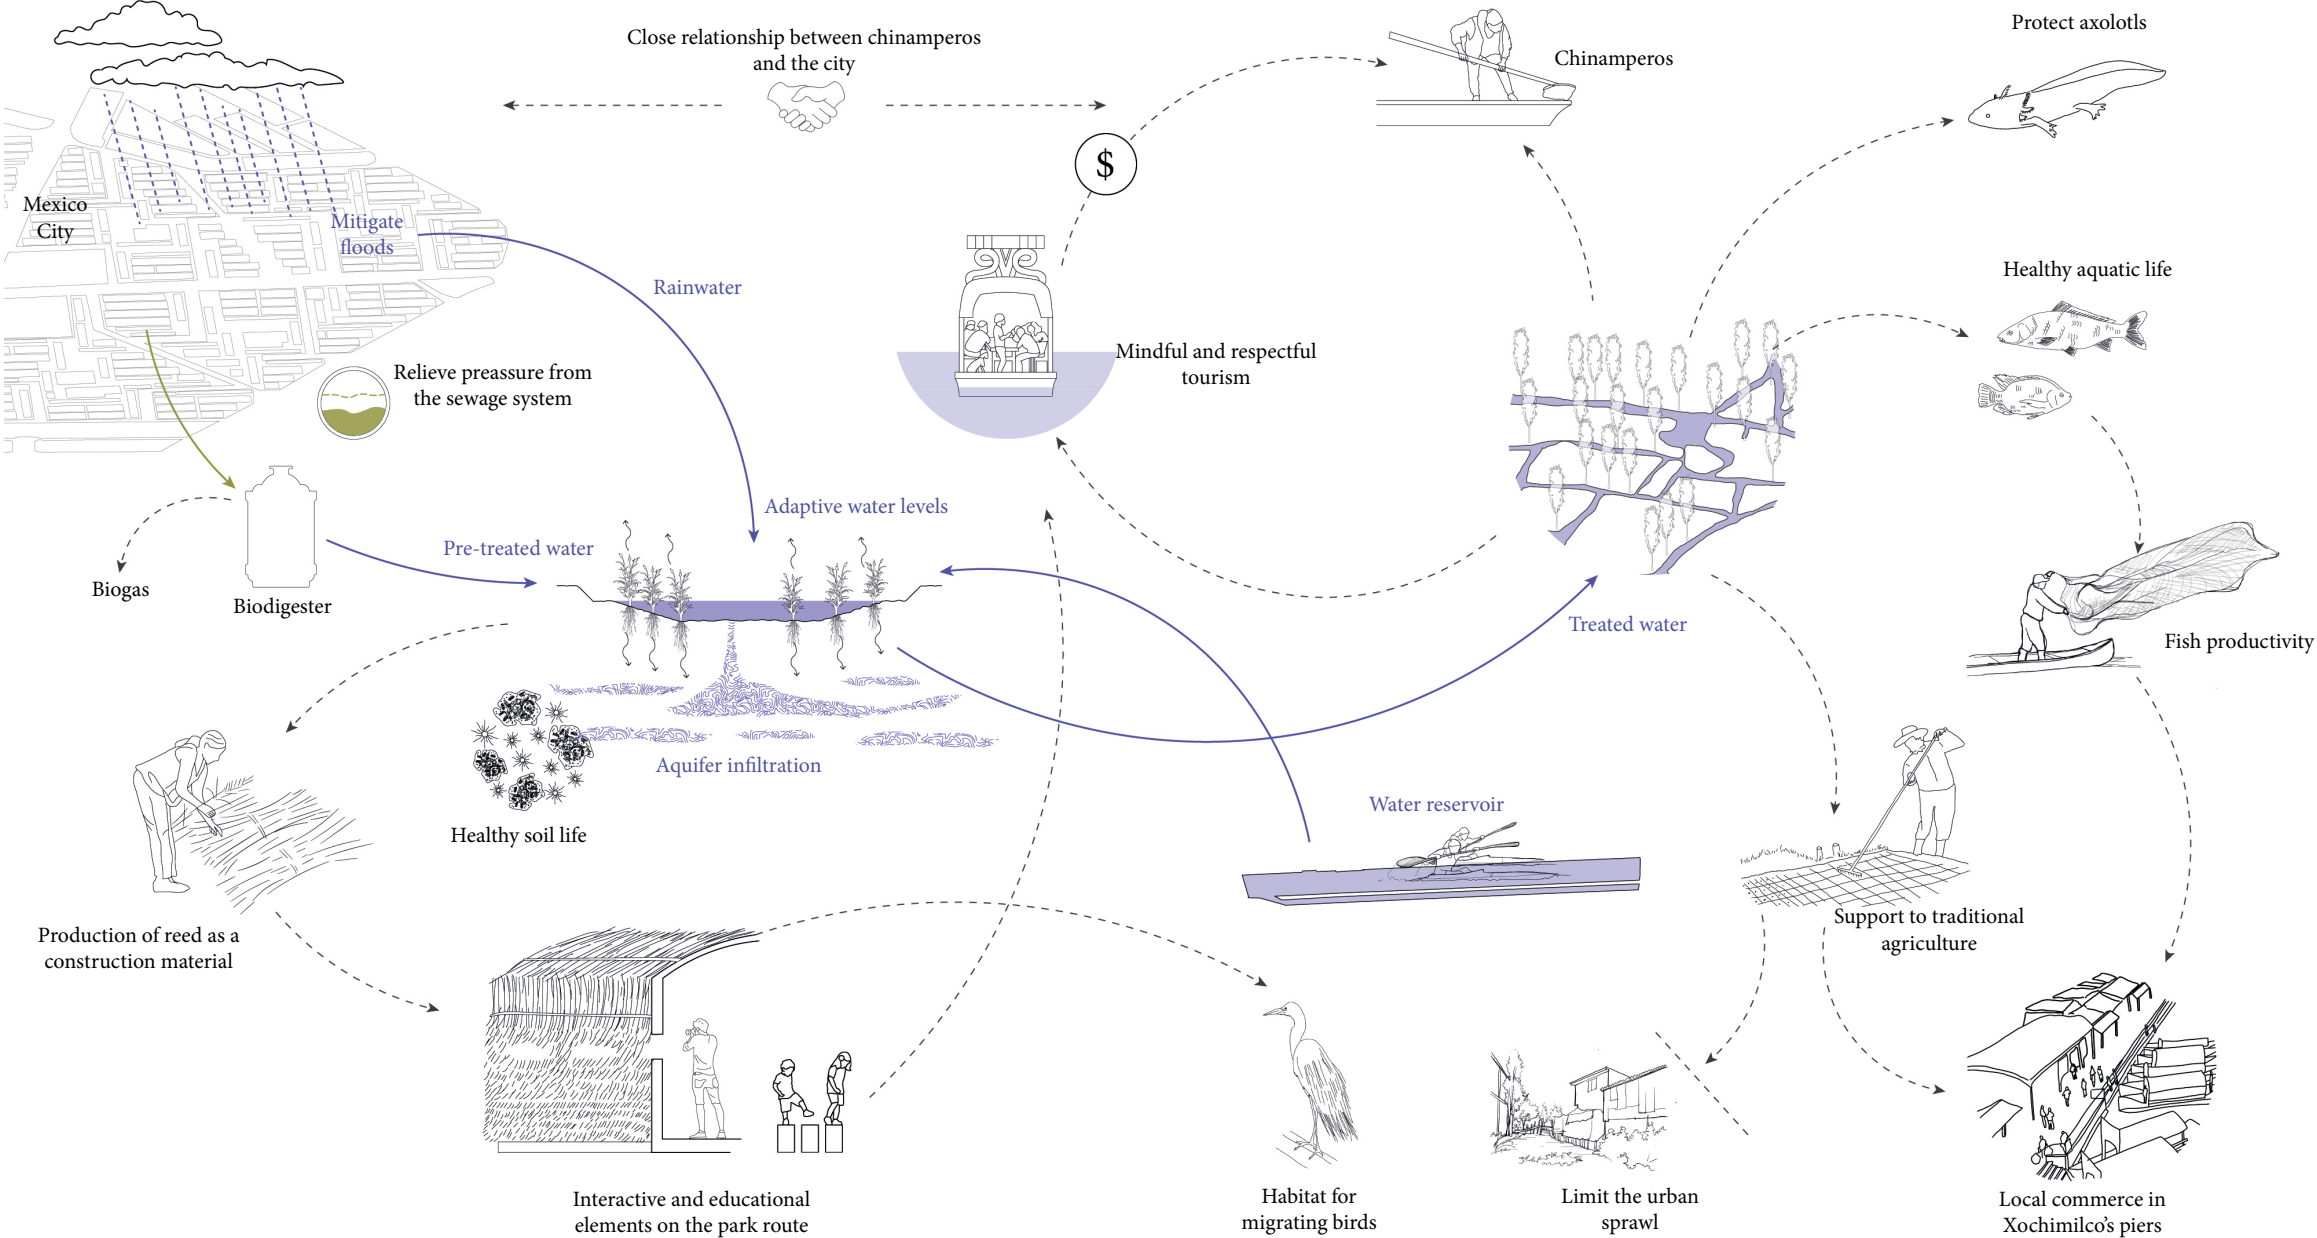 Close relationship between chinamperos
and the city
Chinamperos
Protect axolotls
$
Mexico
City
Mitigate
floods
Rainwater
Healthy aquatic life
Mindful and respectful
tourism
Relieve preassure from
the sewage system
Adaptive water levels
Pre-treated water
Biogas
Biodigester
Treated water
Fish productivity
Aquifer infiltration
Water reservoir
Healthy soil life
Production of reed as a
construction material
Support to traditional
agriculture
Interactive and educational
elements on the park route
Habitat for
migrating birds
Limit the urban
sprawl
Local commerce in
Xochimilco’s piers